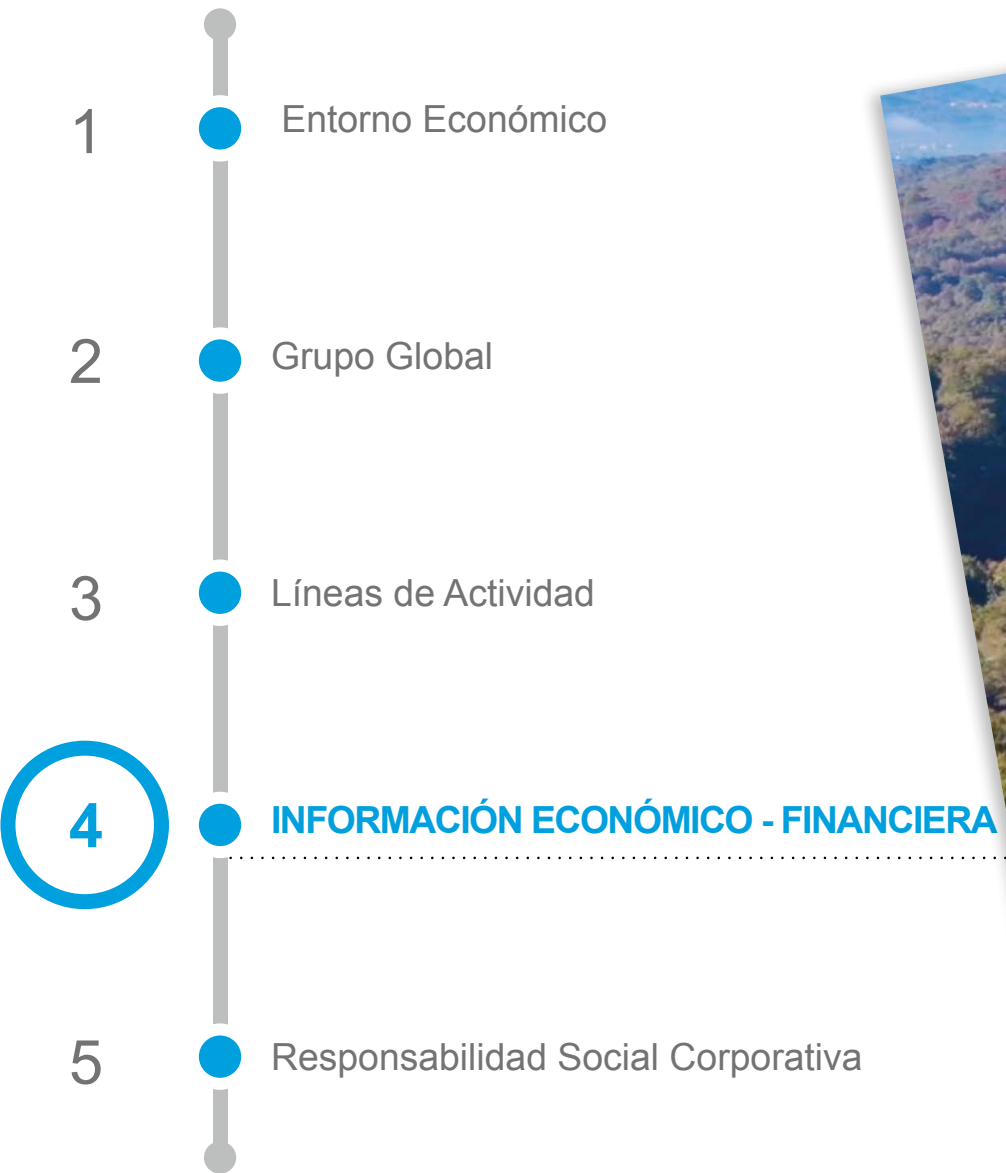 1 Entorno Económico
2 Grupo Global
3 Líneas de Actividad
4 INFORMACIÓN ECONÓMICO - FINANCIERA
5 Responsabilidad Social Corporativa